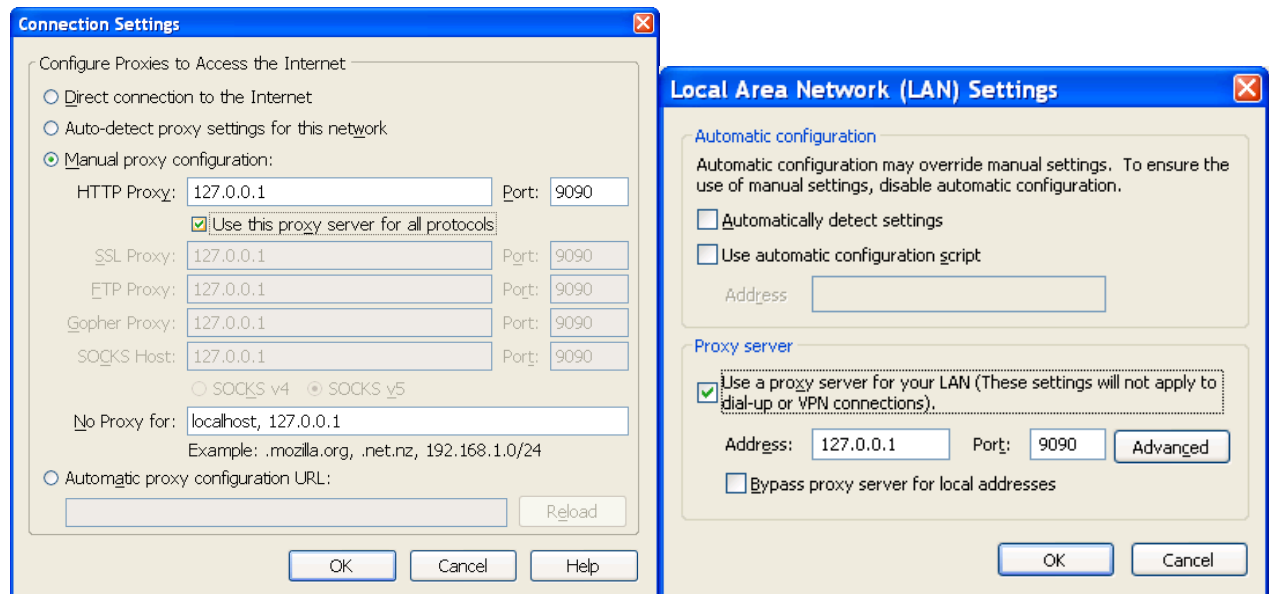 Connection Settings
Configure Proxies to Access the Internet
Direct connection to the Internet
Auto-detect proxy settings for this network
Manual proxy configuration:
HTTP Proxy: 127.0.0.1 Port: 9090
Use this proxy server for all protocols
SSL Proxy: 127.0.0.1 Port: 9090
FTP Proxy: 127.0.0.1 Port: 9090
Gopher Proxy: 127.0.0.1 Port: 9090
SOCKS Host: 127.0.0.1 Port: 9090
SOCKS v4 SOCKS v5
No Proxy for: localhost, 127.0.0.1
Example: .mozilla.org, .net.nz, 192.168.1.0/24
Automatic proxy configuration URL:
Reload
OK Cancel Help
Local Area Network (LAN) Settings
Automatic configuration
Automatic configuration may override manual settings. To ensure the
use of manual settings, disable automatic configuration.
Automatically detect settings
Use automatic configuration script
Address
Proxy server
Use a proxy server for your LAN (These settings will not apply to
dial-up or VPN connections).
Address: 127.0.0.1 Port: 9090 Advanced
Bypass proxy server for local addresses
OK Cancel